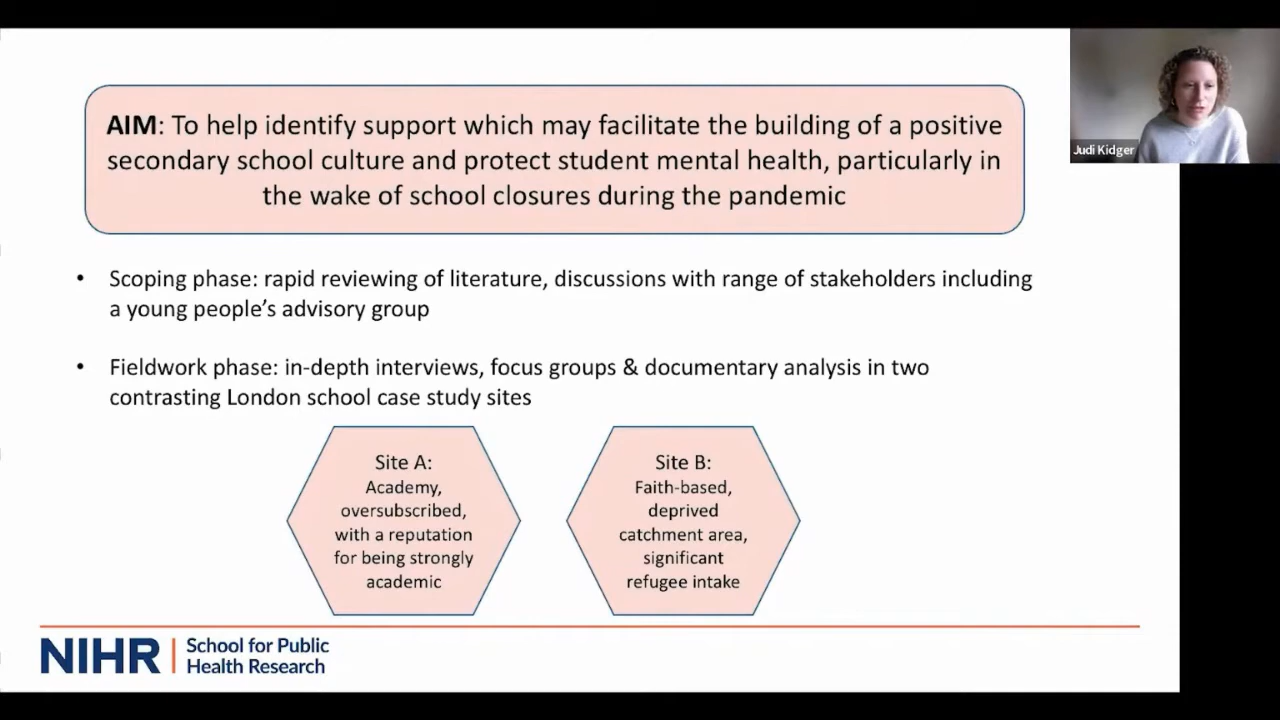 AIM: To help identify support which may facilitate the building of a positive
secondary school culture and protect student mental health, particularly in
the wake of school closures during the pandemic
Judi Kidger
• Scoping phase: rapid reviewing of literature, discussions with range of stakeholders including
a young people’s advisory group
• Fieldwork phase: in-depth interviews, focus groups & documentary analysis in two
contrasting London school case study sites
Site A:
Academy,
oversubscribed,
with a reputation
for being strongly
academic
Site B:
Faith-based,
deprived
catchment area,
significant
refugee intake
NIHR | School for Public
Health Research